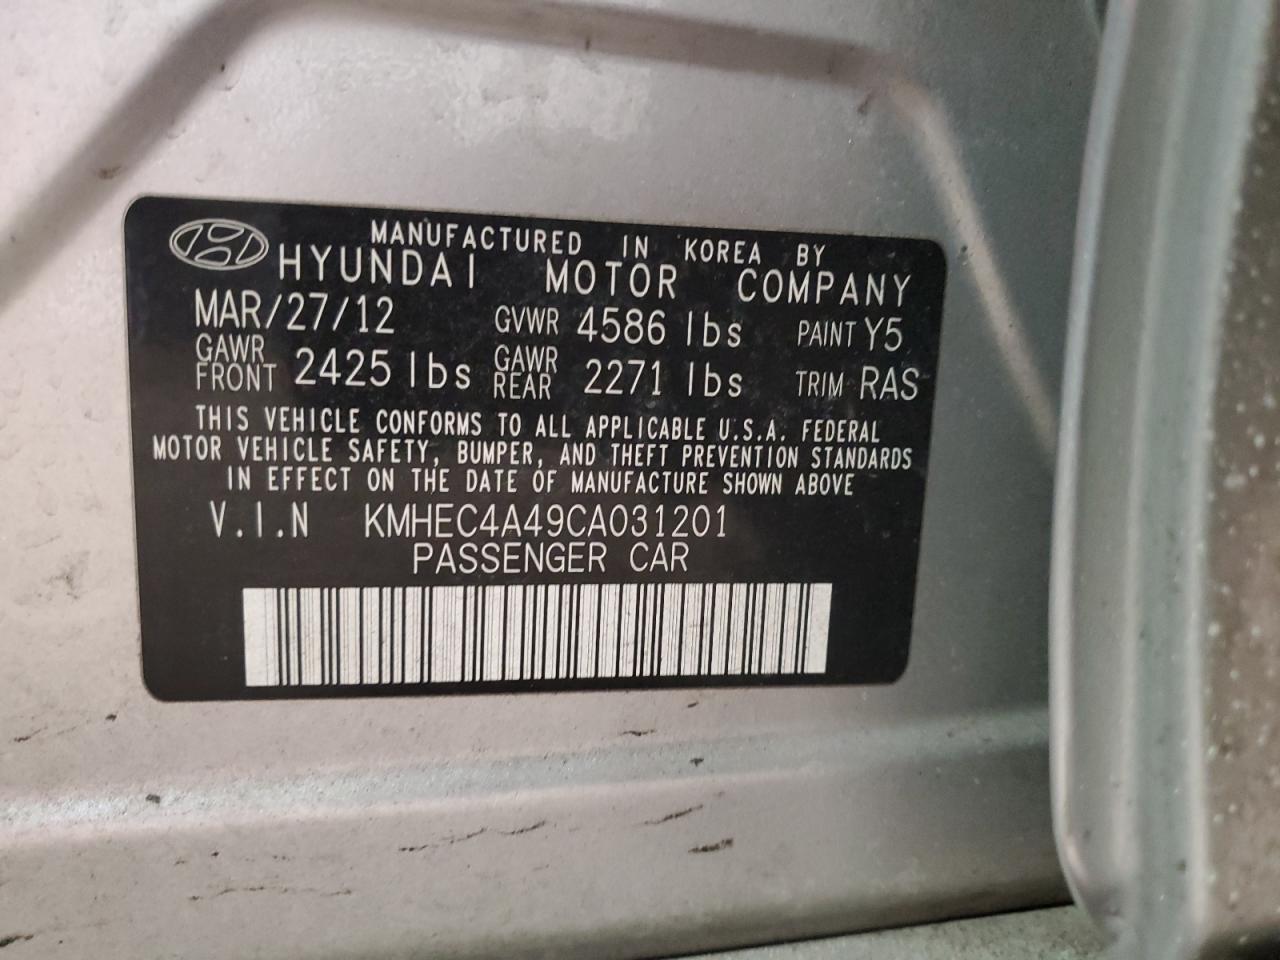 MANUFACTURED IN KOREA BY
HYUNDAI MOTOR COMPANY
MAR/27/12 GVWR 4586 lbs PAINT Y5
GAWR FRONT 2425 lbs GAWR REAR 2271 lbs TRIM RAS
THIS VEHICLE CONFORMS TO ALL APPLICABLE U.S.A. FEDERAL
MOTOR VEHICLE SAFETY, BUMPER, AND THEFT PREVENTION STANDARDS
IN EFFECT ON THE DATE OF MANUFACTURE SHOWN ABOVE
V.I.N KMHEC4A49CA031201
PASSENGER CAR